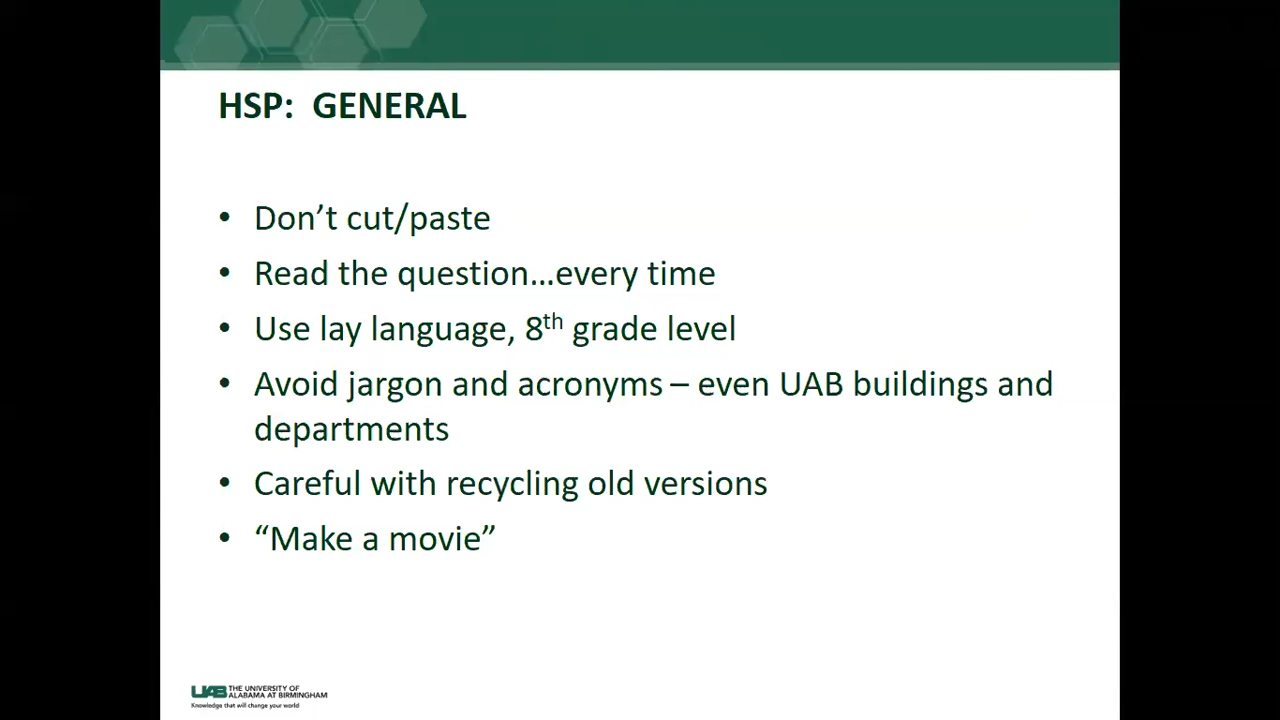 HSP: GENERAL
• Don’t cut/paste
• Read the question...every time
• Use lay language, 8th grade level
• Avoid jargon and acronyms – even UAB buildings and
departments
• Careful with recycling old versions
• “Make a movie”
UAB THE UNIVERSITY OF
ALABAMA AT BIRMINGHAM
Knowledge that will change your world